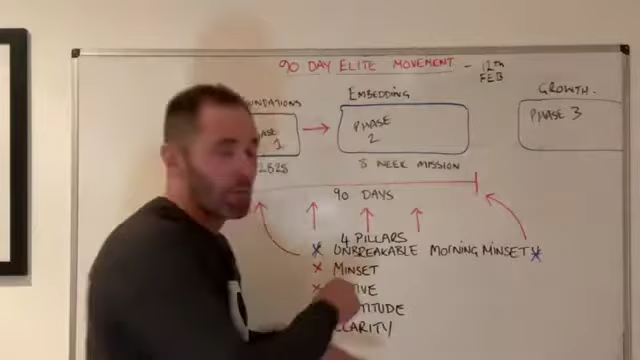 90 DAY ELITE MOVEMENT - 12TH
FEB
EMBEDDING
GROWTH.
PHASE
2
PHASE 3
1
8 WEEK MISSION
90 DAYS
4 PILLARS
UNBREAKABLE MORNING MINSET
MINSET
CLARITY